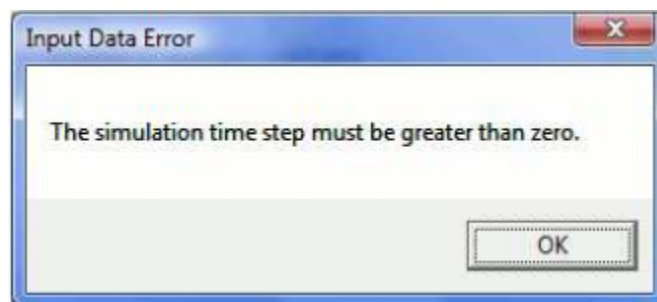 Input Data Error
The simulation time step must be greater than zero.
OK